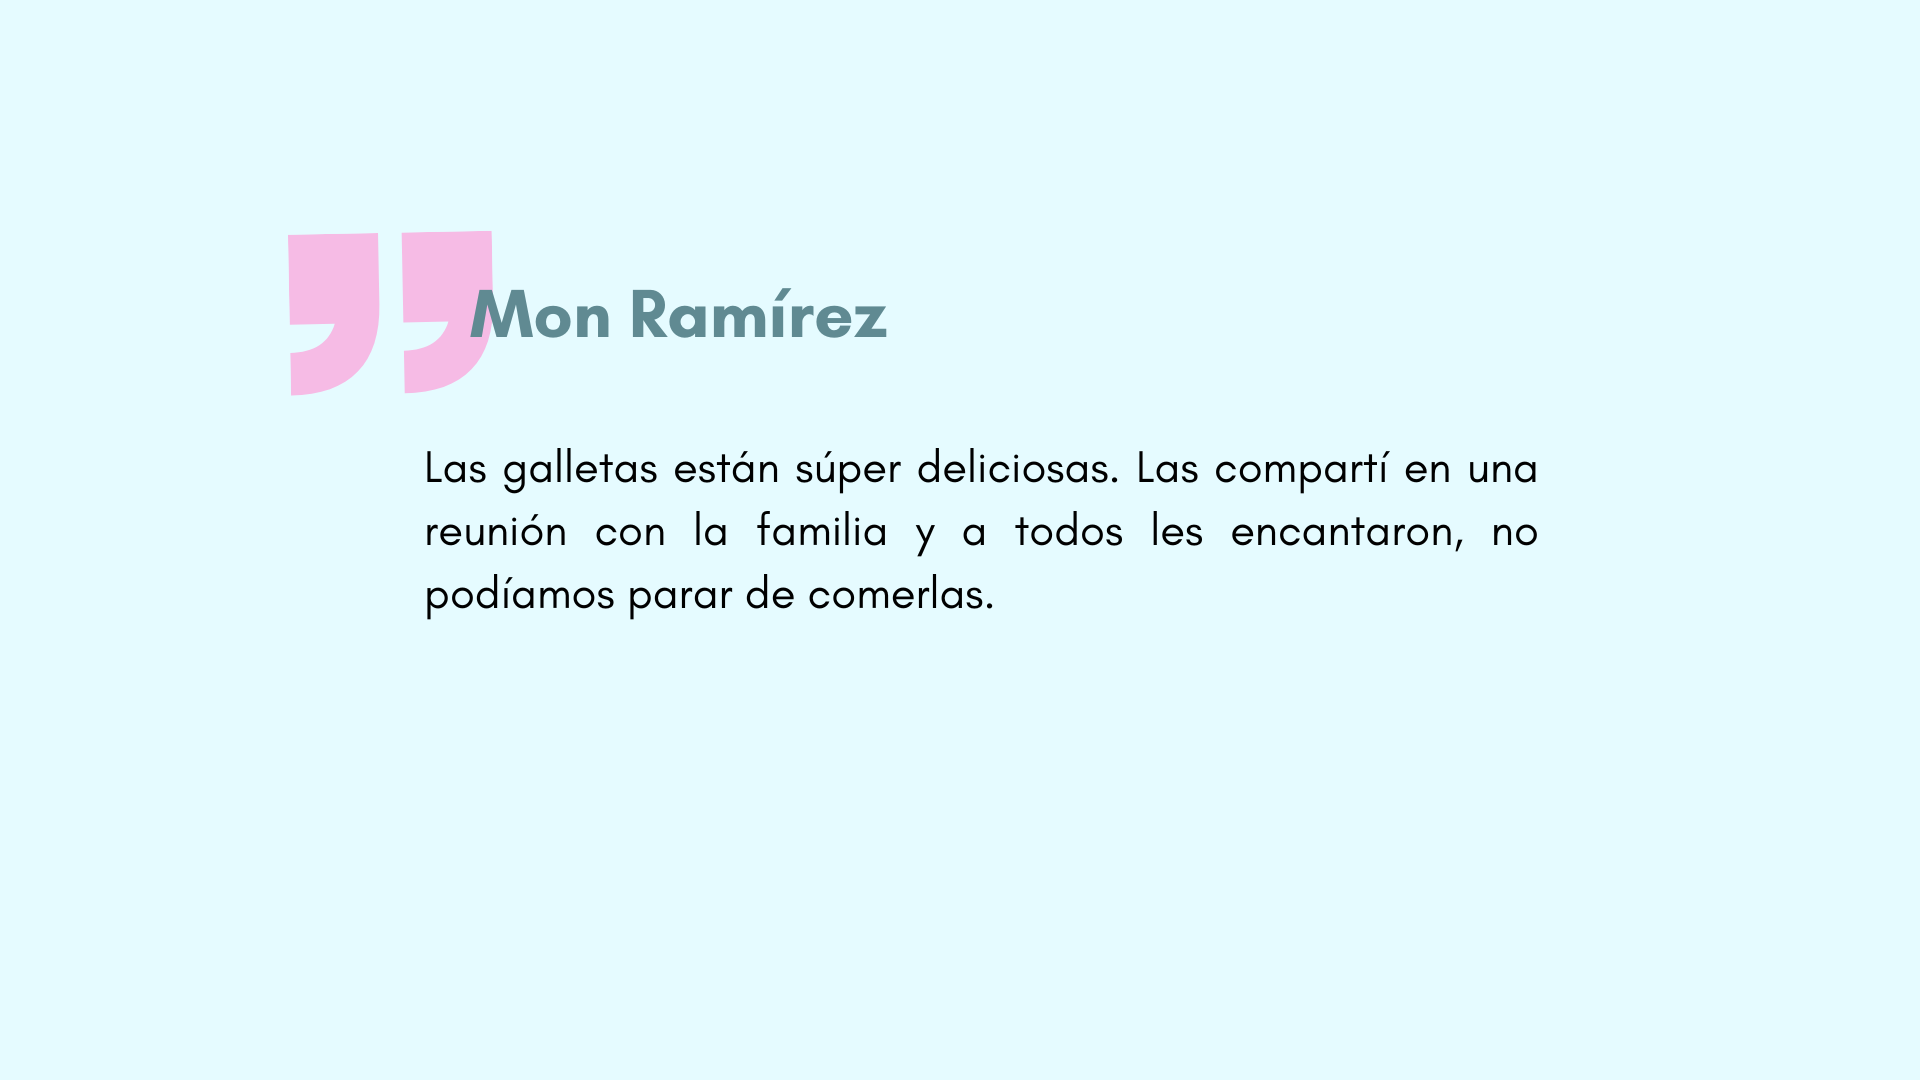 Mon Ramírez
Las galletas están súper deliciosas. Las compartí en una
reunión con la familia y a todos les encantaron, no
podíamos parar de comerlas.